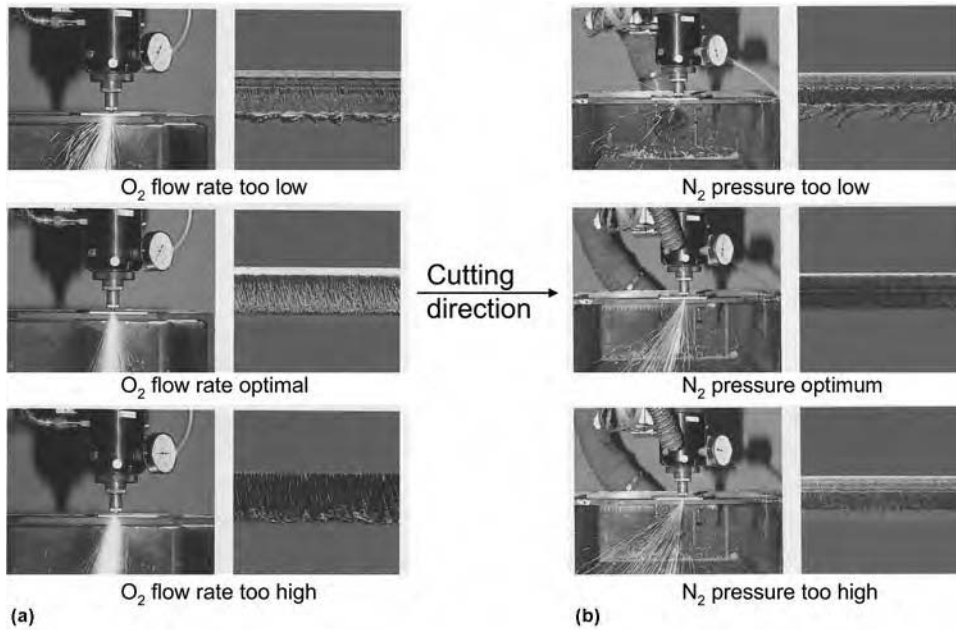 O₂ flow rate too low
N₂ pressure too low
Cutting
direction
O₂ flow rate optimal
N₂ pressure optimum
O₂ flow rate too high
N₂ pressure too high
(a)
(b)